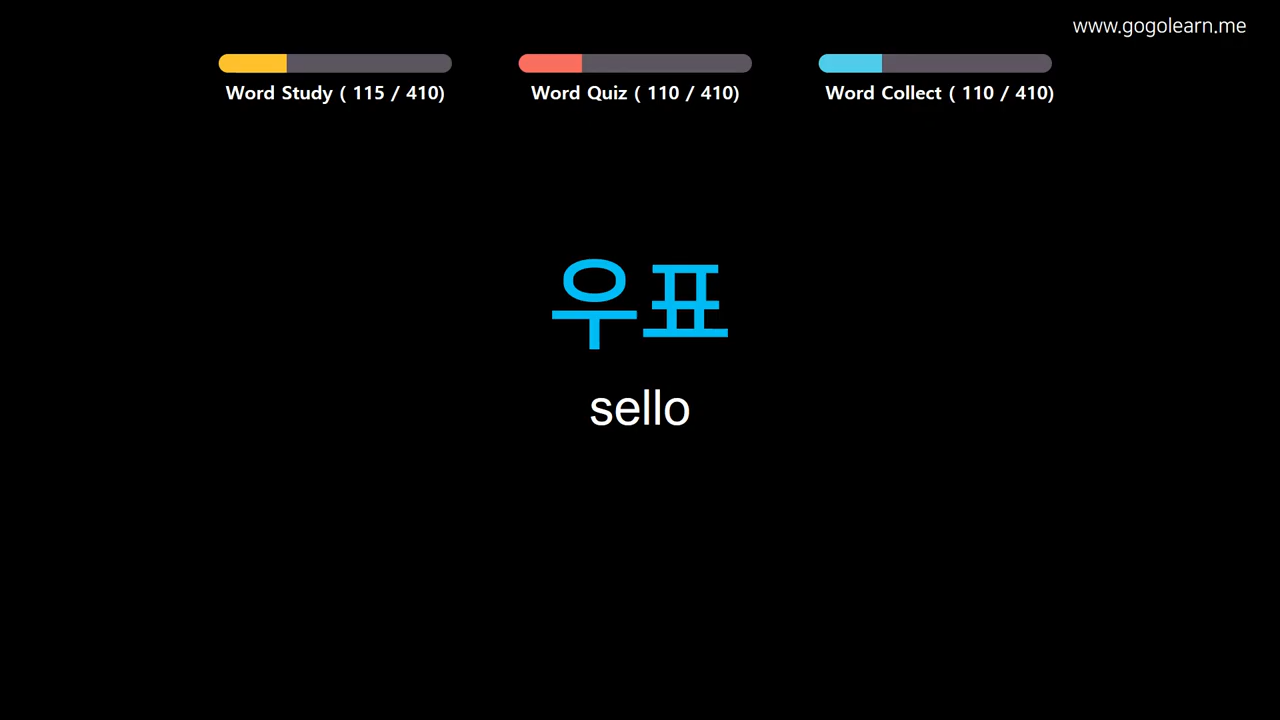 www.gogolearn.me
Word Study ( 115 / 410)
Word Quiz ( 110 / 410)
Word Collect ( 110 / 410)
우표
sello